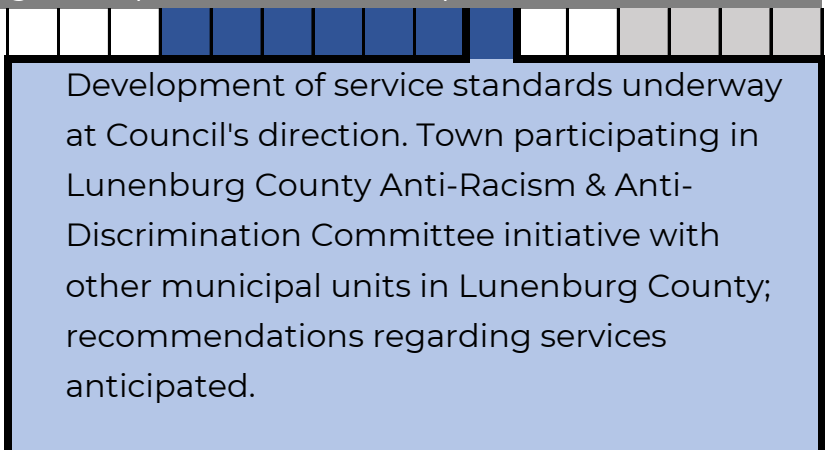 Development of service standards underway
at Council's direction. Town participating in
Lunenburg County Anti-Racism & Anti-
Discrimination Committee initiative with
other municipal units in Lunenburg County;
recommendations regarding services
anticipated.